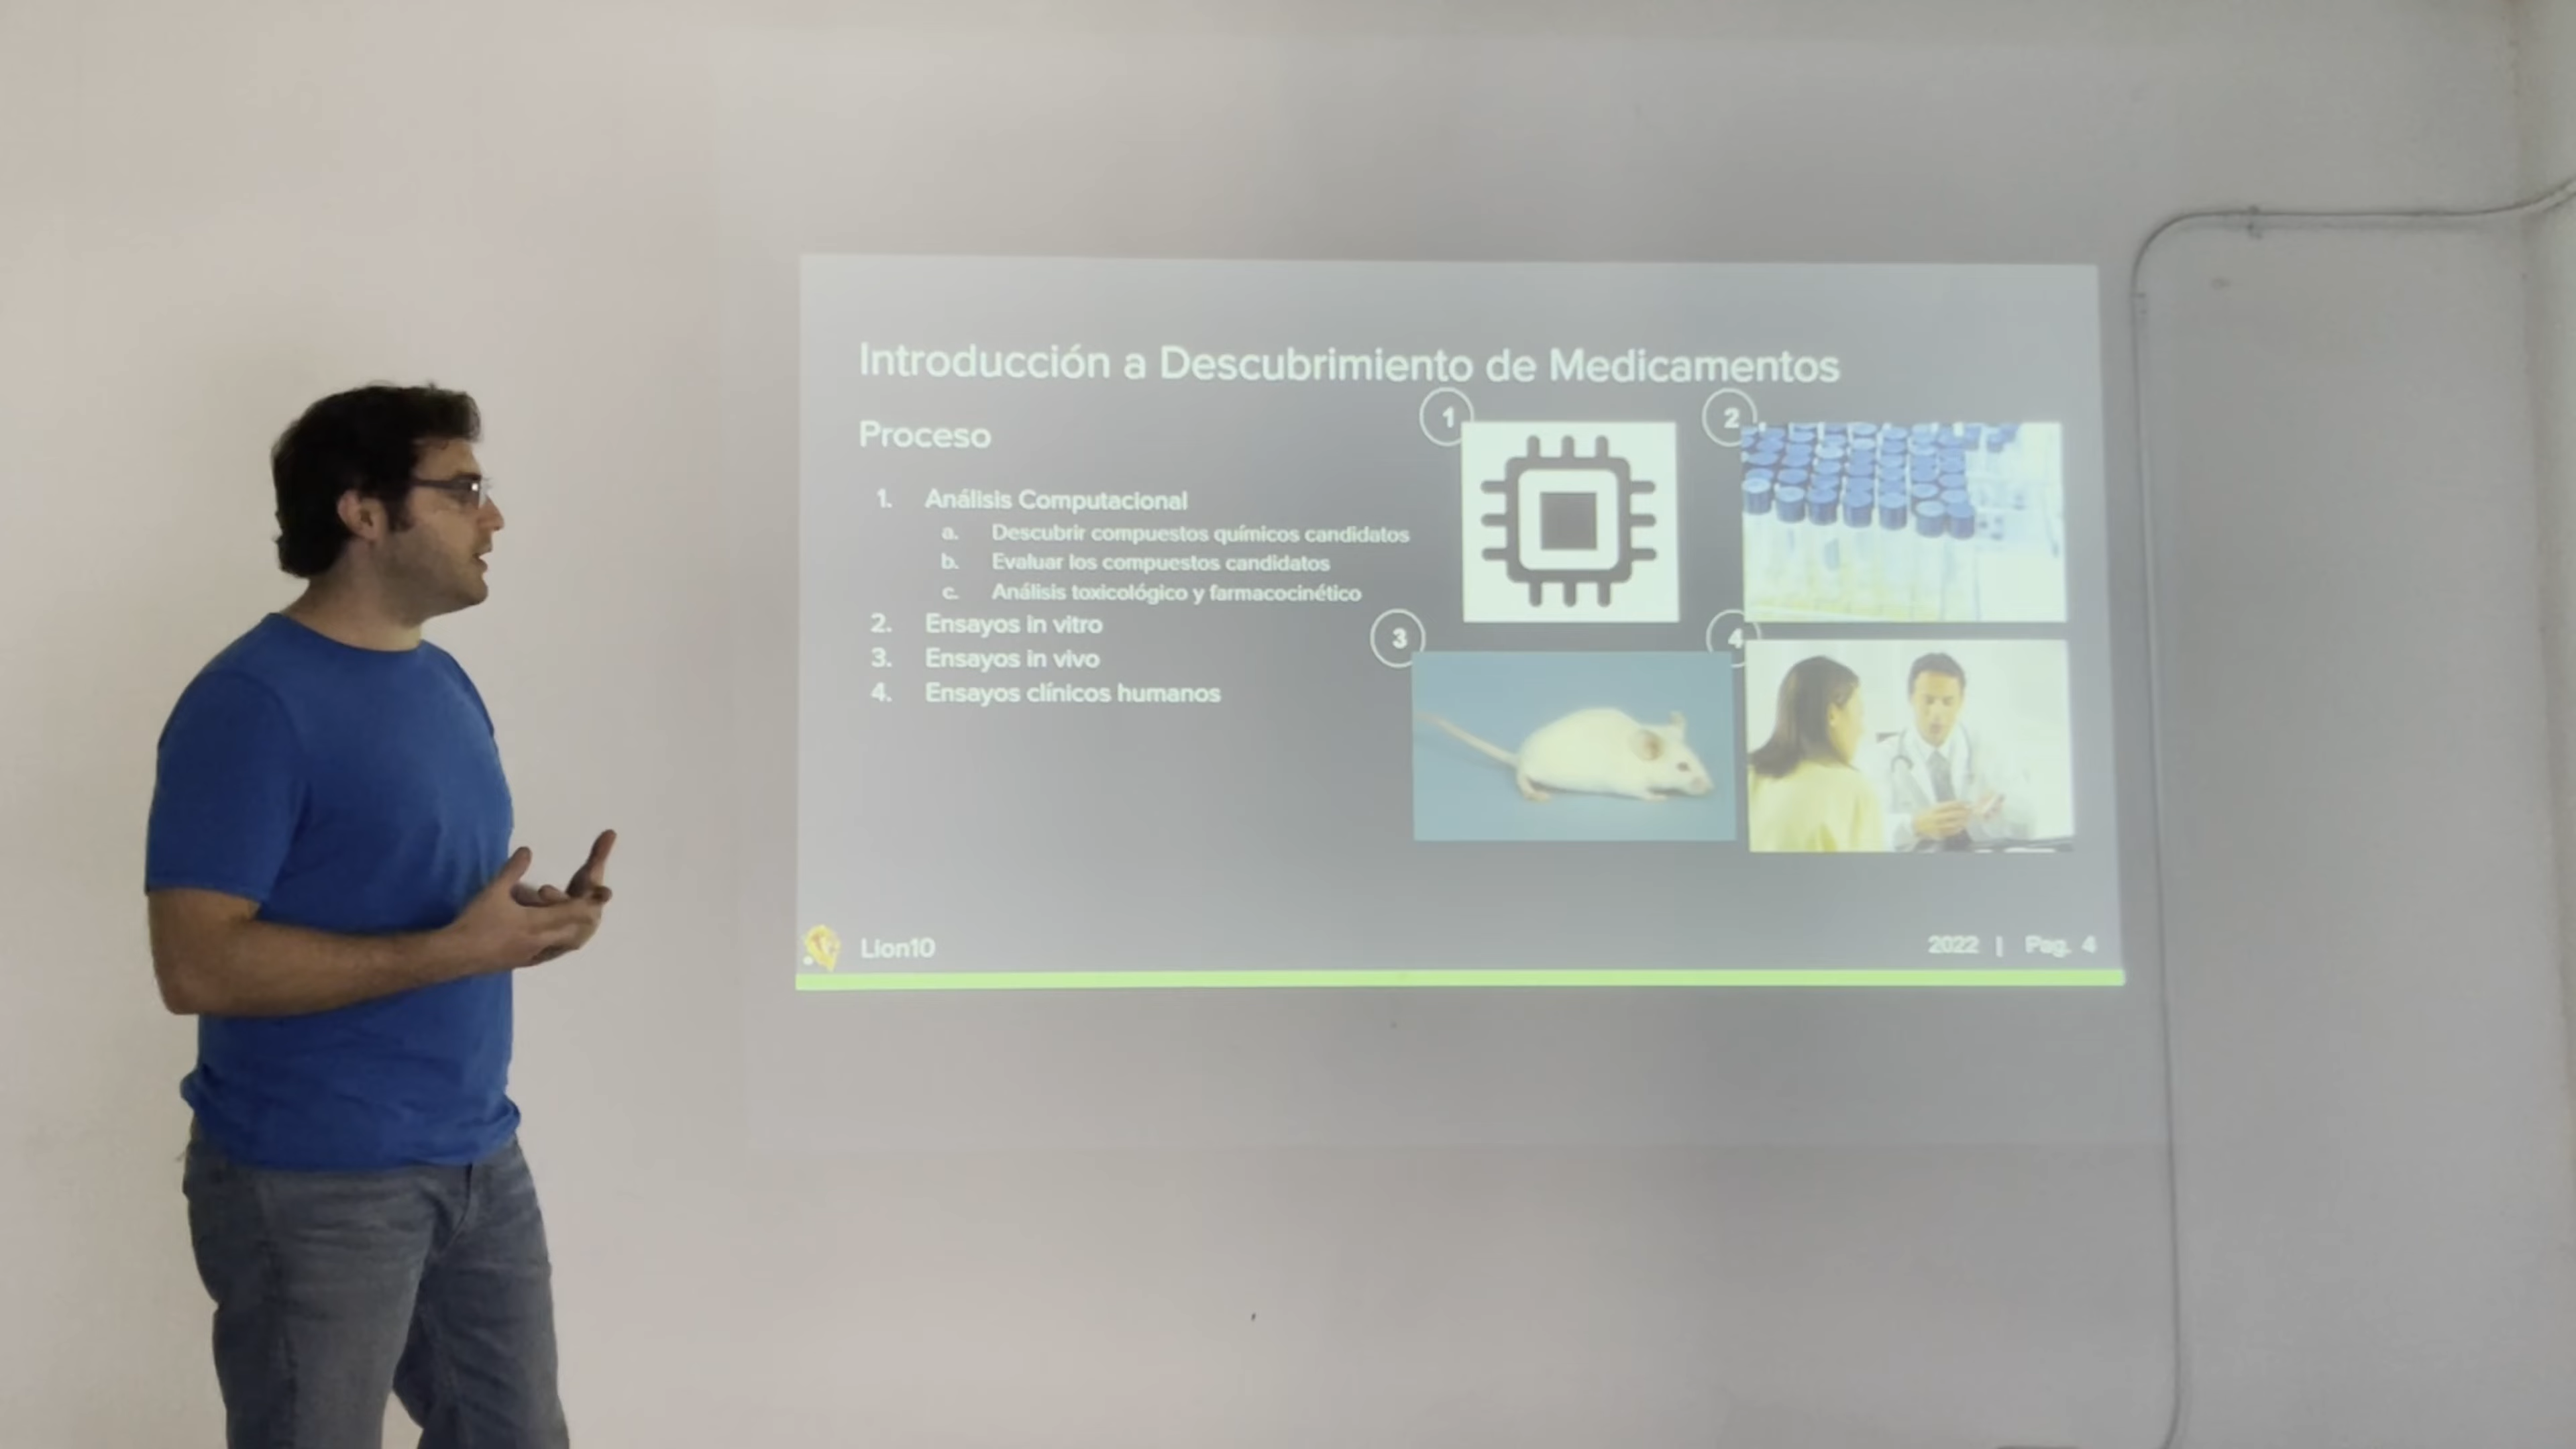 Introducción a Descubrimiento de Medicamentos
Proceso
1. Análisis Computacional
a. Descubrir compuestos químicos candidatos
b. Evaluar los compuestos candidatos
c. Análisis toxicológico y farmacocinético
2. Ensayos in vitro
3. Ensayos in vivo
4. Ensayos clínicos humanos
1
2
3
4
Lion10
2022 | Pag. 4